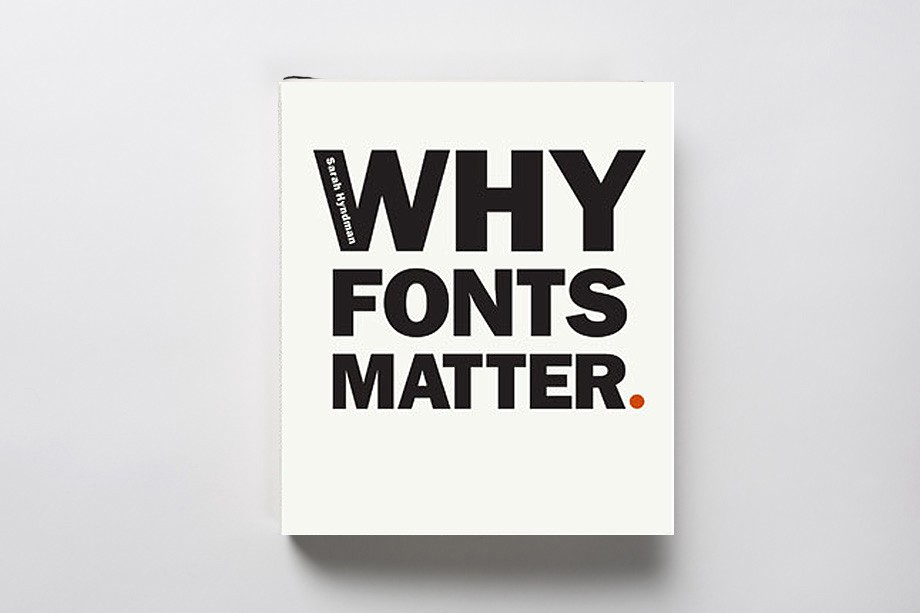 WHY
Sarah Hyndman
FONTS
MATTER.